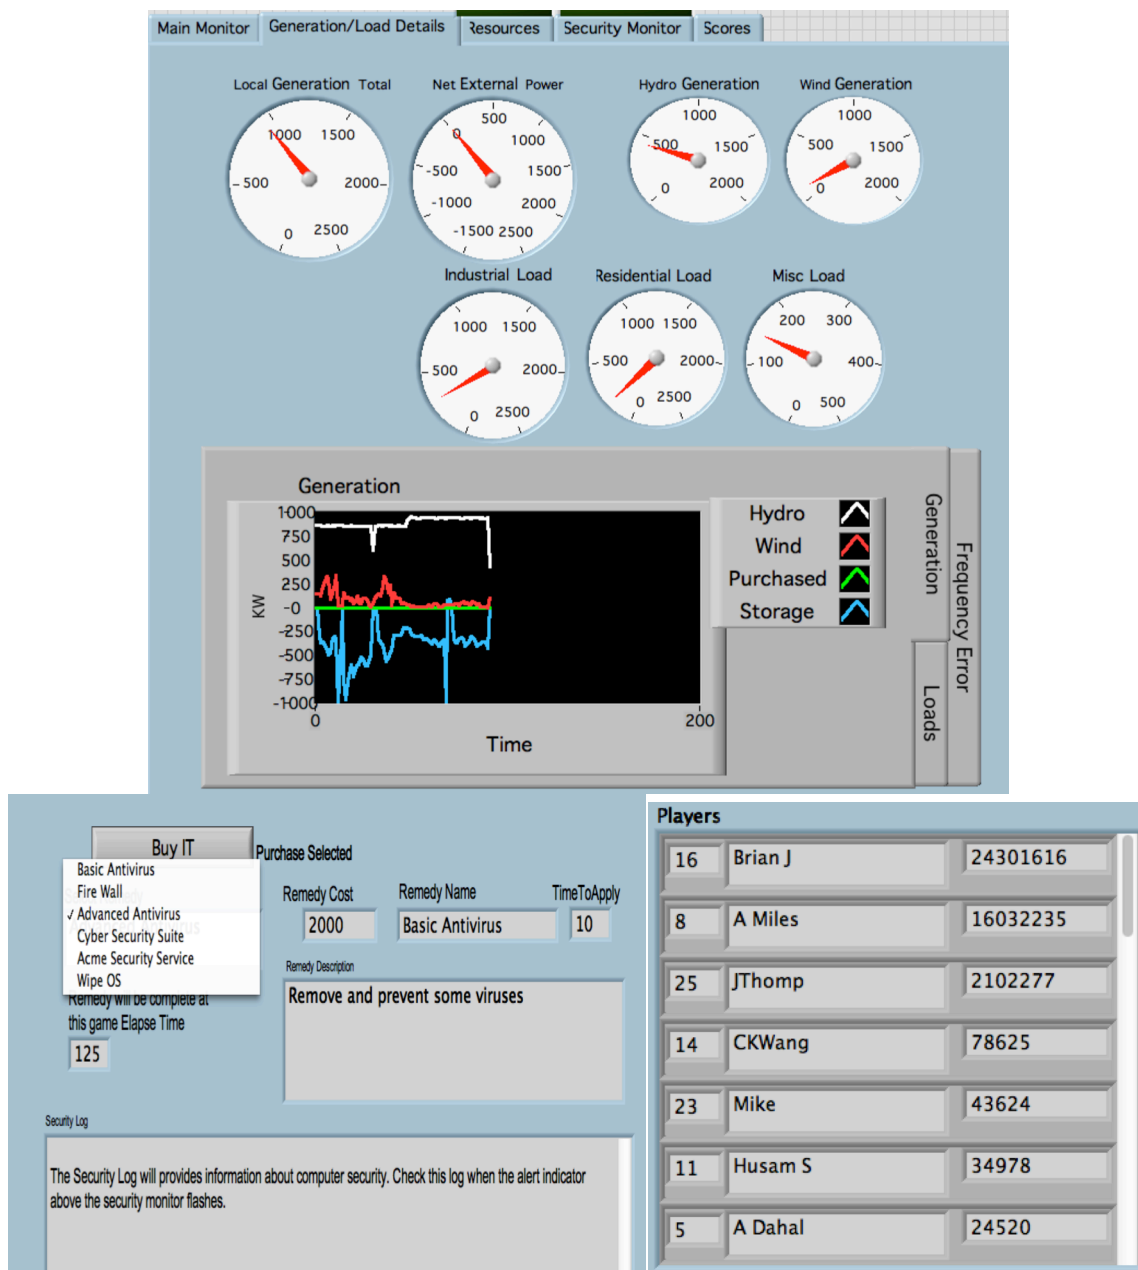 Main Monitor Generation/Load Details Resources Security Monitor Scores
Local Generation Total
0 500 1000 1500 2000 2500
Net External Power
-1500 -1000 -500 0 500 1000 1500 2000 2500
Hydro Generation
0 500 1000 1500 2000
Wind Generation
0 500 1000 1500 2000
Industrial Load
0 500 1000 1500 2000 2500
Residential Load
0 500 1000 1500 2000 2500
Misc Load
0 100 200 300 400 500
Generation
1000
750
500
250
-0
-250
-500
-750
-1000
KW
0 200
Time
Hydro
Wind
Purchased
Storage
Generation
Loads
Frequency Error
Buy IT
Purchase Selected
Basic Antivirus
Fire Wall
✓ Advanced Antivirus
Cyber Security Suite
Acme Security Service
Wipe OS
Remedy will be complete at
this game Elapse Time
125
Remedy Cost
2000
Remedy Name
Basic Antivirus
TimeToApply
10
Remedy Description
Remove and prevent some viruses
Security Log
The Security Log will provides information about computer security. Check this log when the alert indicator
above the security monitor flashes.
Players
16 Brian J 24301616
8 A Miles 16032235
25 JThomp 2102277
14 CKWang 78625
23 Mike 43624
11 Husam S 34978
5 A Dahal 24520